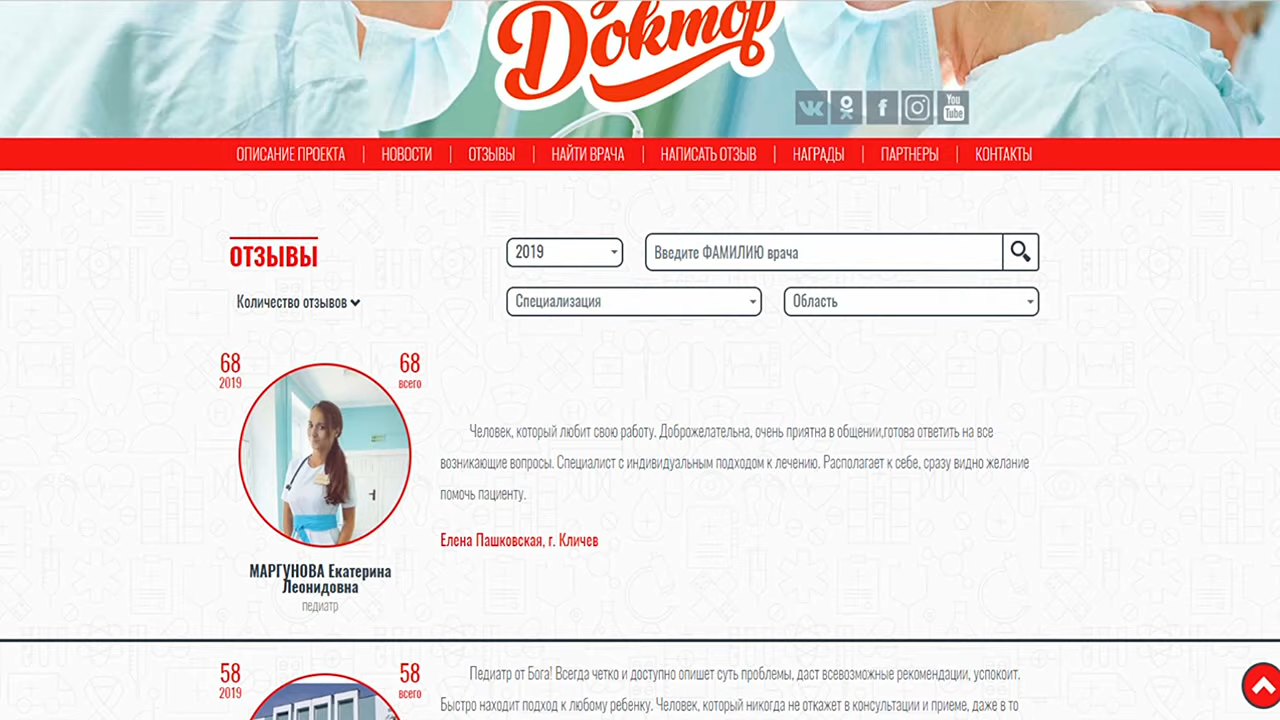 Доктор
You
Tube
ОПИСАНИЕ ПРОЕКТА | НОВОСТИ | ОТЗЫВЫ | НАЙТИ ВРАЧА | НАПИСАТЬ ОТЗЫВ | НАГРАДЫ | ПАРТНЕРЫ | КОНТАКТЫ
ОТЗЫВЫ
2019
Введите ФАМИЛИЮ врача
Количество отзывов
Специализация
Область
68
2019
68
всего
Человек, который любит свою работу. Доброжелательна, очень приятна в общении,готова ответить на все
возникающие вопросы. Специалист с индивидуальным подходом к лечению. Располагает к себе, сразу видно желание
помочь пациенту.
Елена Пашковская, г. Кличев
МАРГУНОВА Екатерина
Леонидовна
педиатр
58
2019
58
всего
Педиатр от Бога! Всегда четко и доступно опишет суть проблемы, даст всевозможные рекомендации, успокоит.
Быстро находит подход к любому ребенку. Человек, который никогда не откажет в консультации и приеме, даже в то